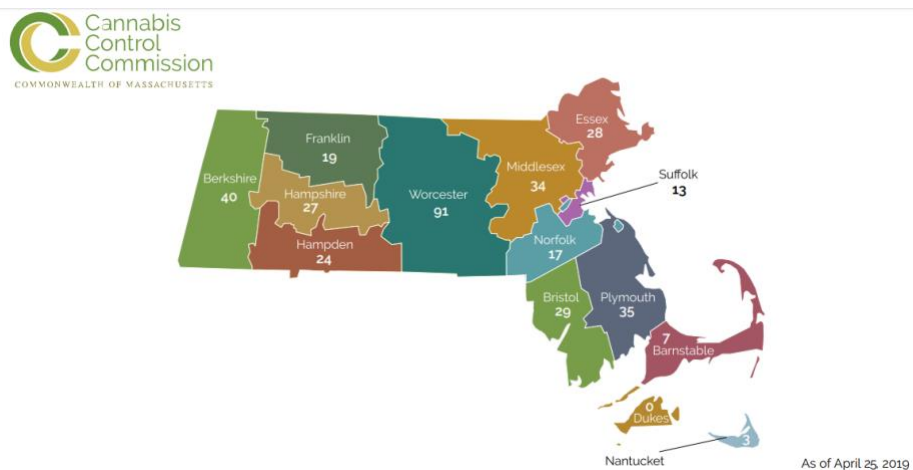 Cannabis
Control
Commission
COMMONWEALTH OF MASSACHUSETTS
Essex
28
Franklin
19
Middlesex
34
Suffolk
13
Berkshire
40
Hampshire
27
Worcester
91
Hampden
24
Norfolk
17
Bristol
29
Plymouth
35
7
Barnstable
0
Dukes
3
Nantucket
As of April 25, 2019